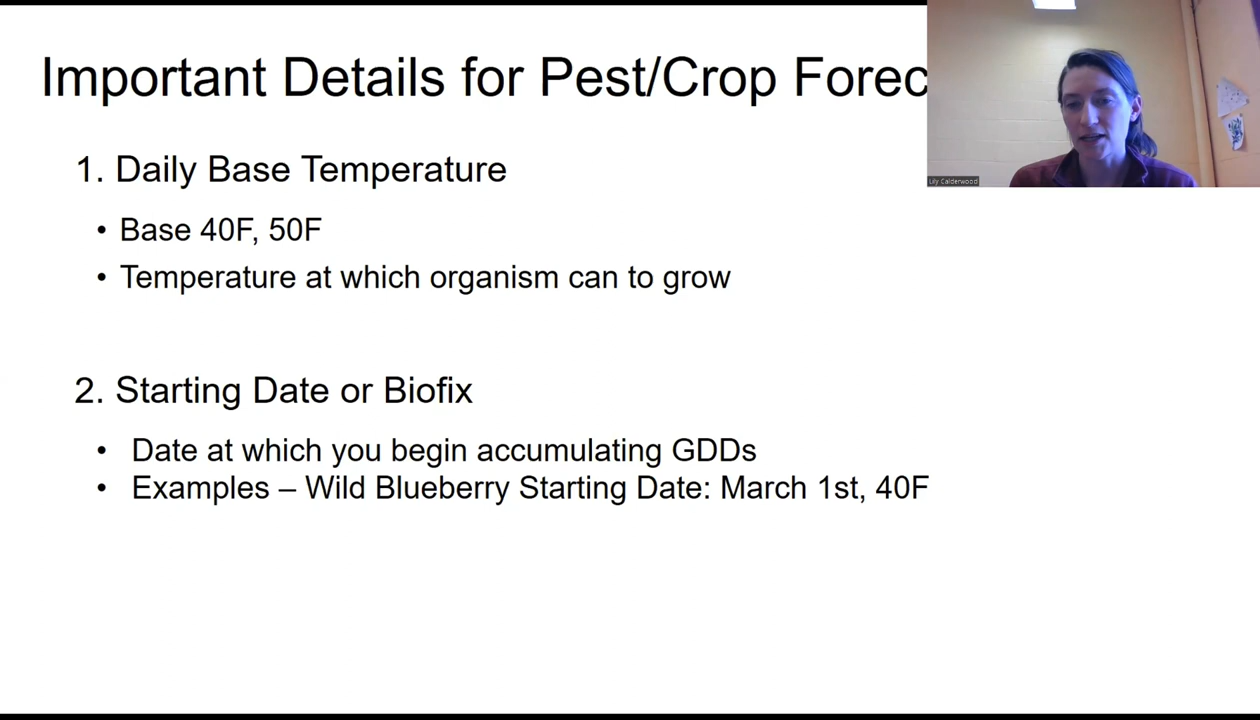 Important Details for Pest/Crop Forec
1. Daily Base Temperature
• Base 40F, 50F
• Temperature at which organism can to grow
2. Starting Date or Biofix
• Date at which you begin accumulating GDDs
• Examples – Wild Blueberry Starting Date: March 1st, 40F
Lily Calderwood